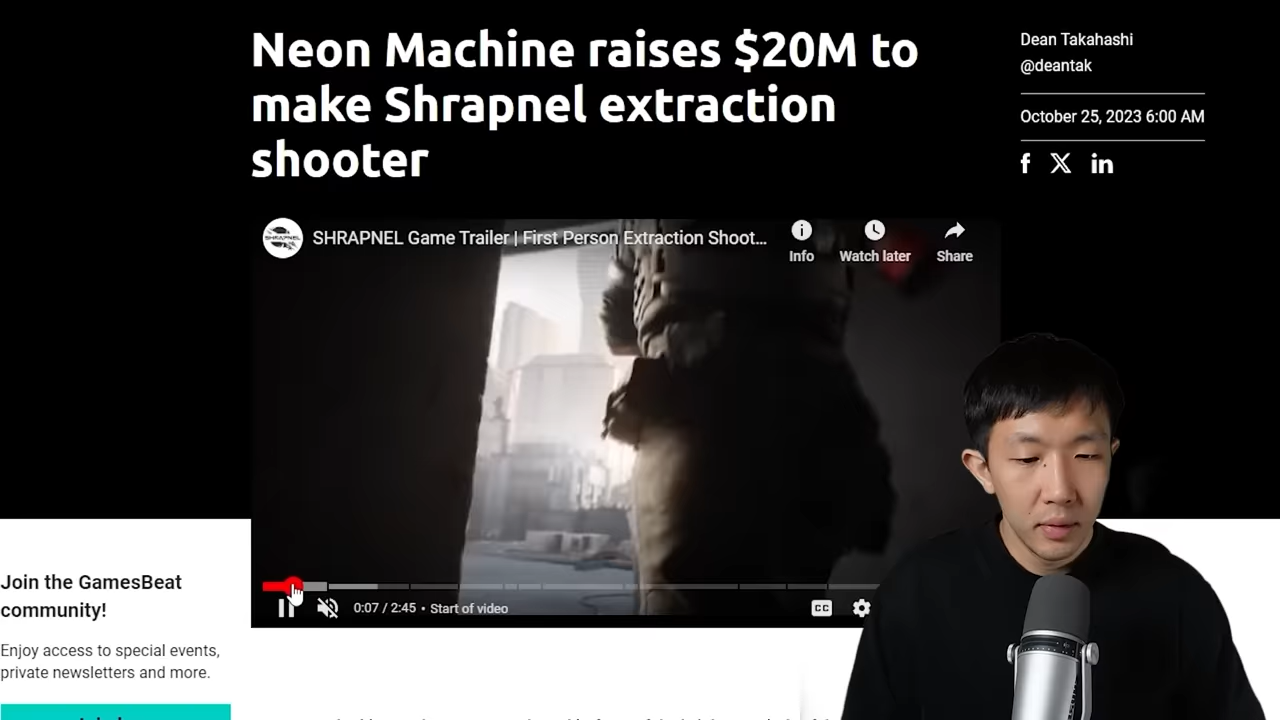 Neon Machine raises $20M to
make Shrapnel extraction
shooter
Dean Takahashi
@deantak
October 25, 2023 6:00 AM
SHRAPNEL
SHRAPNEL Game Trailer | First Person Extraction Shoot...
Info
Watch later
Share
0:07 / 2:45 • Start of video
CC
Join the GamesBeat
community!
Enjoy access to special events,
private newsletters and more.